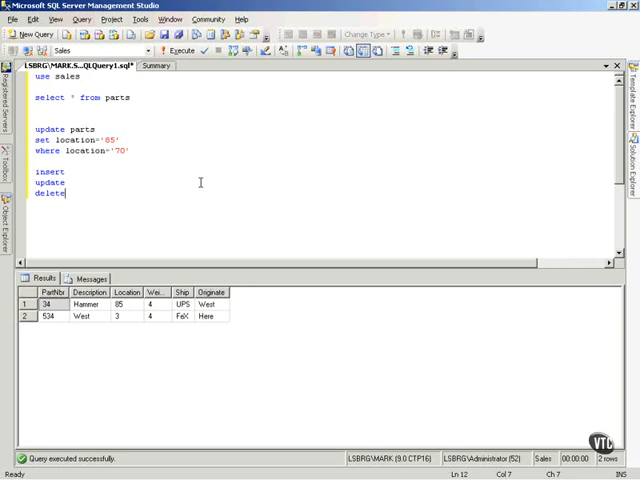 Microsoft SQL Server Management Studio
File Edit View Query Project Tools Window Community Help
New Query Change Type
Sales Execute
LSBRG\MARK.S...QLQuery1.sql* Summary
use sales
select * from parts
update parts
set location='85'
where location='70'
insert
update
delete
Registered Servers
Toolbox
Object Explorer
Template Explorer
Solution Explorer
Results Messages
PartNbr Description Location Wei... Ship Originate
1 34 Hammer 85 4 UPS West
2 534 West 3 4 FeX Here
VTC
Query executed successfully. LSBRG\MARK (9.0 CTP16) LSBRG\Administrator (52) Sales 00:00:00 2 rows
Ready Ln 12 Col 7 Ch 7 INS